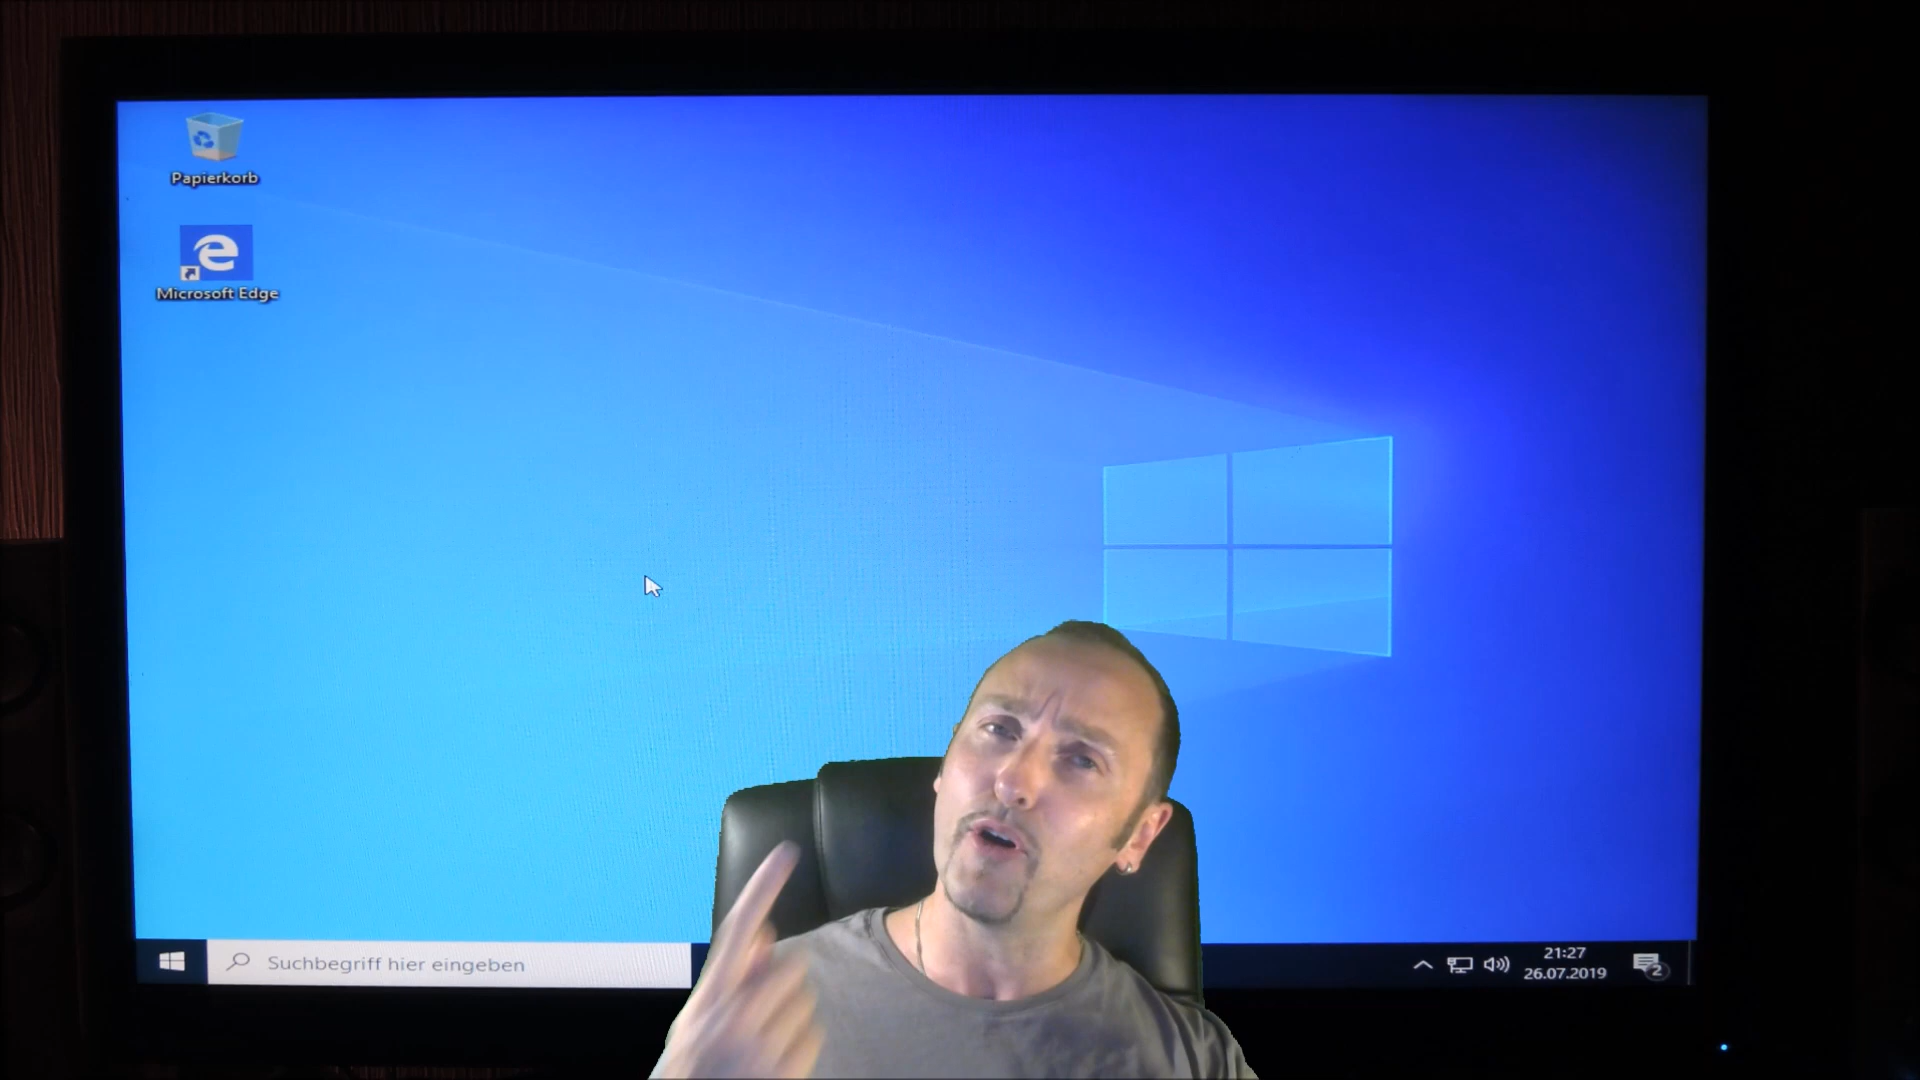 Papierkorb
Microsoft Edge
Suchbegriff hier eingeben
21:27
26.07.2019
2